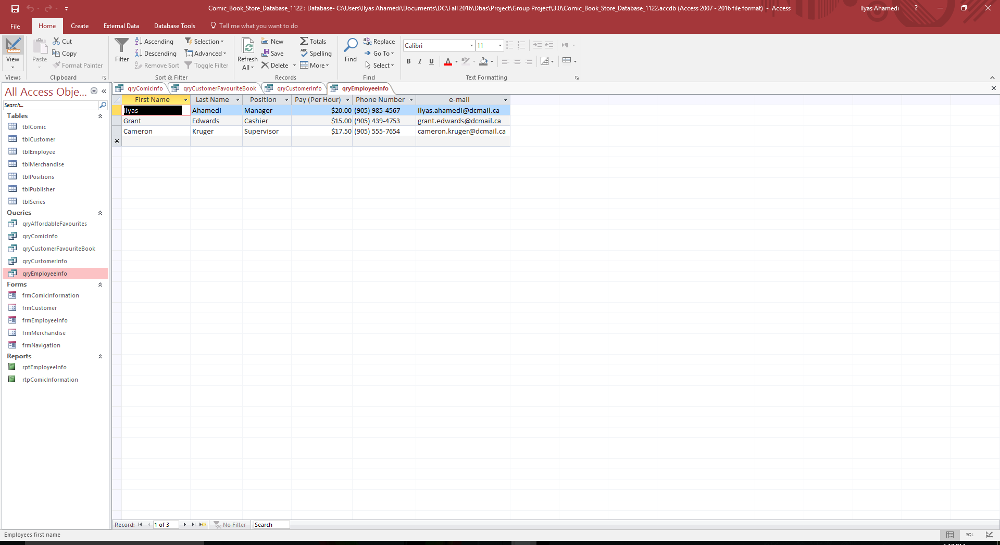 Comic_Book_Store_Database_1122 : Database- C:\Users\Ilyas Ahamedi\Documents\DC\Fall 2016\Dbas\Project\Group Project\3.0\Comic_Book_Store_Database_1122.accdb (Access 2007 - 2016 file format) - Access
Ilyas Ahamedi ?
File Home Create External Data Database Tools Tell me what you want to do
View
Paste
Cut
Copy
Format Painter
Filter
Ascending
Descending
Remove Sort
Selection
Advanced
Toggle Filter
Refresh
All
New
Save
Delete
Totals
Spelling
More
Find
Replace
Go To
Select
Calibri 11
B I U
Views Clipboard Sort & Filter Records Find Text Formatting
All Access Obje...
Search...
Tables
tblComic
tblCustomer
tblEmployee
tblMerchandise
tblPositions
tblPublisher
tblSeries
Queries
qryAffordableFavourites
qryComicInfo
qryCustomerFavouriteBook
qryCustomerInfo
qryEmployeeInfo
Forms
frmComicInformation
frmCustomer
frmEmployeeInfo
frmMerchandise
frmNavigation
Reports
rptEmployeeInfo
rtpComicInformation
qryComicInfo qryCustomerFavouriteBook qryCustomerInfo qryEmployeeInfo
First Name Last Name Position Pay (Per Hour) Phone Number e-mail
Ilyas Ahamedi Manager $20.00 (905) 985-4567 ilyas.ahamedi@dcmail.ca
Grant Edwards Cashier $15.00 (905) 439-4753 grant.edwards@dcmail.ca
Cameron Kruger Supervisor $17.50 (905) 555-7654 cameron.kruger@dcmail.ca
Record: 1 of 3 No Filter Search
Employees first name
SQL